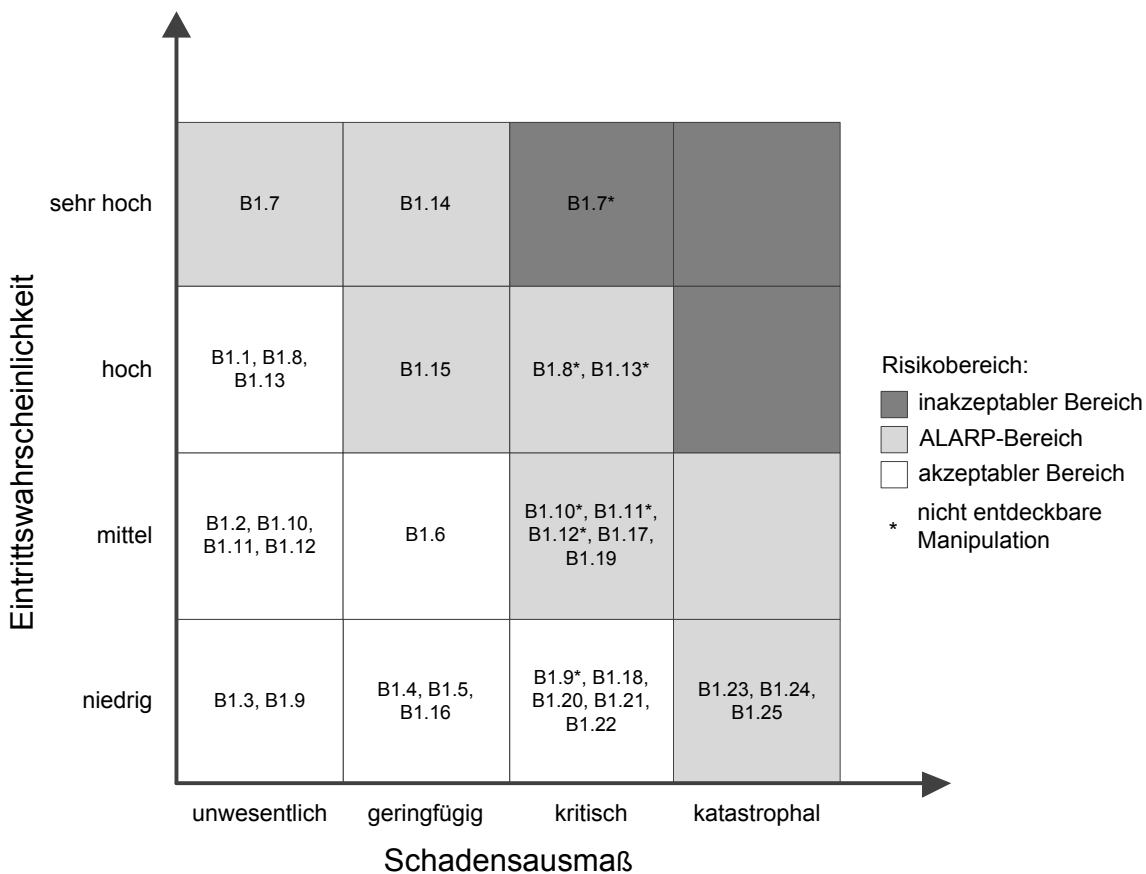 Eintrittswahrscheinlichkeit
sehr hoch
B1.7
B1.14
B1.7*
hoch
B1.1, B1.8,
B1.13
B1.15
B1.8*, B1.13*
mittel
B1.2, B1.10,
B1.11, B1.12
B1.6
B1.10*, B1.11*,
B1.12*, B1.17,
B1.19
niedrig
B1.3, B1.9
B1.4, B1.5,
B1.16
B1.9*, B1.18,
B1.20, B1.21,
B1.22
B1.23, B1.24,
B1.25
unwesentlich
geringfügig
kritisch
katastrophal
Schadensausmaß
Risikobereich:
inakzeptabler Bereich
ALARP-Bereich
akzeptabler Bereich
* nicht entdeckbare
Manipulation